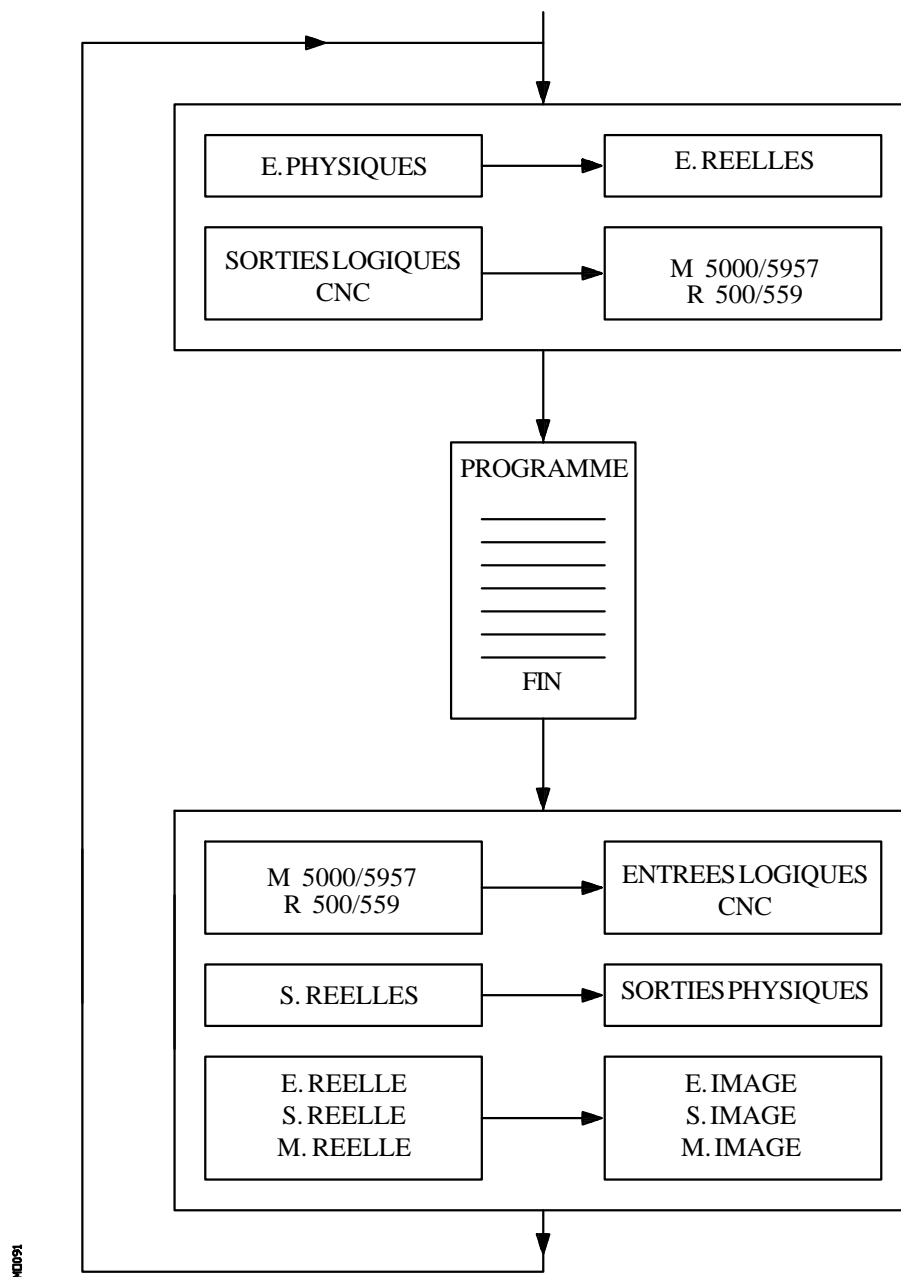 E. PHYSIQUES
E. REELLES
SORTIES LOGIQUES
CNC
M 5000/5957
R 500/559
PROGRAMME
FIN
M 5000/5957
R 500/559
ENTREES LOGIQUES
CNC
S. REELLES
SORTIES PHYSIQUES
E. REELLE
S. REELLE
M. REELLE
E. IMAGE
S. IMAGE
M. IMAGE